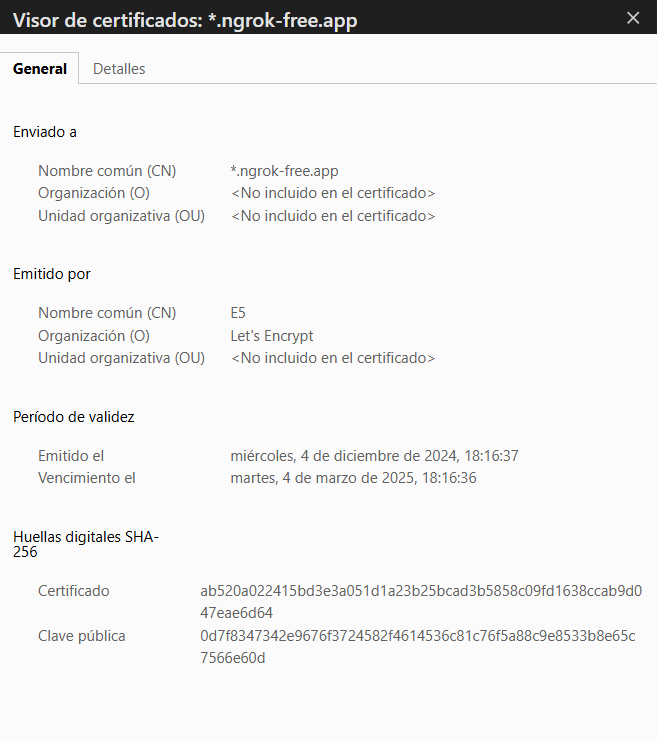 Visor de certificados: *.ngrok-free.app
General Detalles
Enviado a
Nombre común (CN) *.ngrok-free.app
Organización (O) <No incluido en el certificado>
Unidad organizativa (OU) <No incluido en el certificado>
Emitido por
Nombre común (CN) E5
Organización (O) Let's Encrypt
Unidad organizativa (OU) <No incluido en el certificado>
Período de validez
Emitido el miércoles, 4 de diciembre de 2024, 18:16:37
Vencimiento el martes, 4 de marzo de 2025, 18:16:36
Huellas digitales SHA-
256
Certificado ab520a022415bd3e3a051d1a23b25bcad3b5858c09fd1638ccab9d0
47eae6d64
Clave pública 0d7f8347342e9676f3724582f4614536c81c76f5a88c9e8533b8e65c
7566e60d